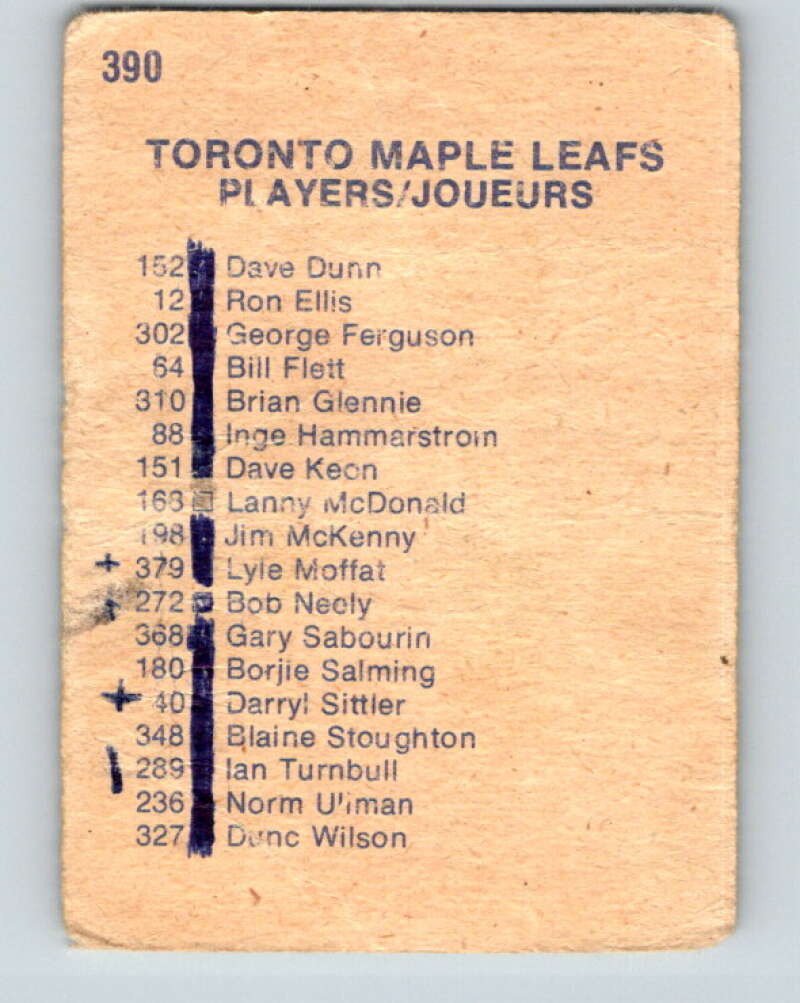 390
TORONTO MAPLE LEAFS
PLAYERS/JOUEURS
152 Dave Dunn
12 Ron Ellis
302 George Ferguson
64 Bill Flett
310 Brian Glennie
88 Inge Hammarstrom
151 Dave Keon
168 Lanny McDonald
198 Jim McKenny
+ 379 Lyle Moffat
+ 272 Bob Neely
368 Gary Sabourin
180 Borjie Salming
+ 40 Darryl Sittler
348 Blaine Stoughton
289 Ian Turnbull
236 Norm Ullman
327 Dunc Wilson